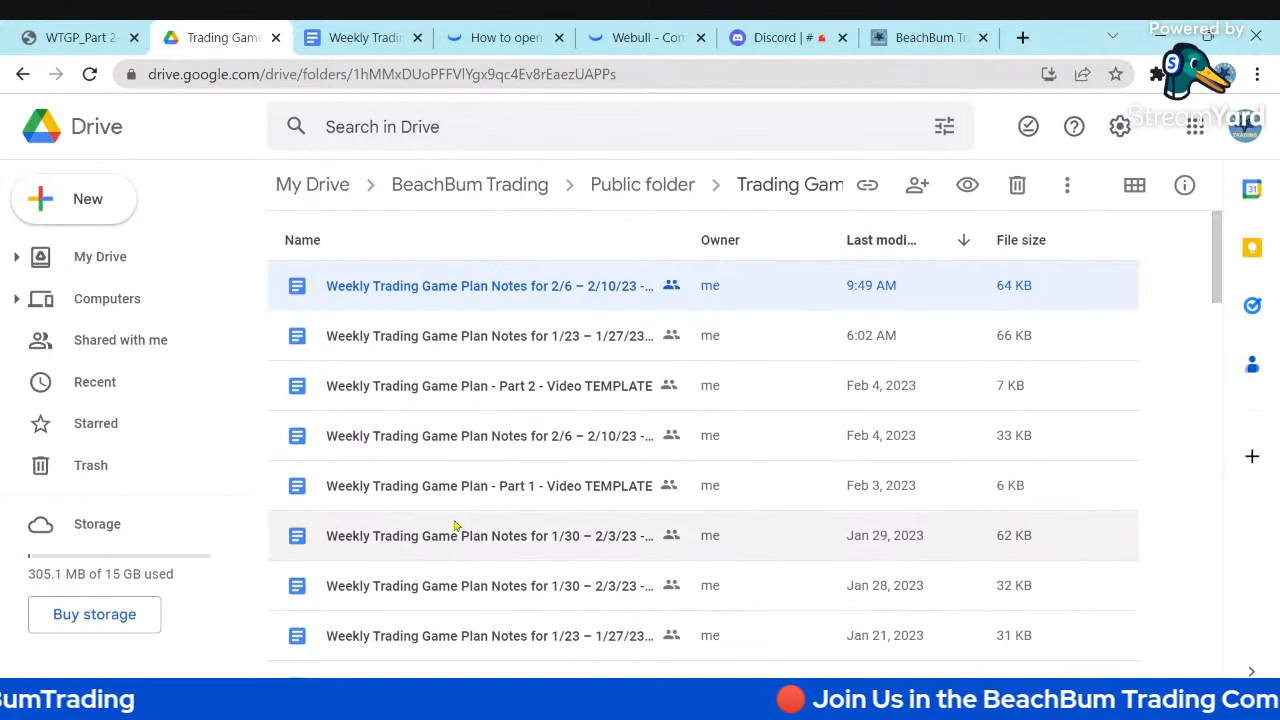 Powered by
StreamYard
WTGP_Part 2-
Trading Game
Weekly Tradin
How to
Webull - Com
Discord | #
BeachBum Tra
drive.google.com/drive/folders/1hMMxDUoPFFVlYgx9qc4Ev8rEaezUAPPs
Drive
Search in Drive
New
My Drive
Computers
Shared with me
Recent
Starred
Trash
Storage
305.1 MB of 15 GB used
Buy storage
My Drive > BeachBum Trading > Public folder > Trading Gam
Name Owner Last modi... File size
Weekly Trading Game Plan Notes for 2/6 – 2/10/23 -... me 9:49 AM 64 KB
Weekly Trading Game Plan Notes for 1/23 – 1/27/23... me 6:02 AM 66 KB
Weekly Trading Game Plan - Part 2 - Video TEMPLATE me Feb 4, 2023 7 KB
Weekly Trading Game Plan Notes for 2/6 – 2/10/23 -... me Feb 4, 2023 33 KB
Weekly Trading Game Plan - Part 1 - Video TEMPLATE me Feb 3, 2023 6 KB
Weekly Trading Game Plan Notes for 1/30 – 2/3/23 -... me Jan 29, 2023 62 KB
Weekly Trading Game Plan Notes for 1/30 – 2/3/23 -... me Jan 28, 2023 32 KB
Weekly Trading Game Plan Notes for 1/23 – 1/27/23... me Jan 21, 2023 31 KB
31
TRADING
BumTrading
Join Us in the BeachBum Trading Com